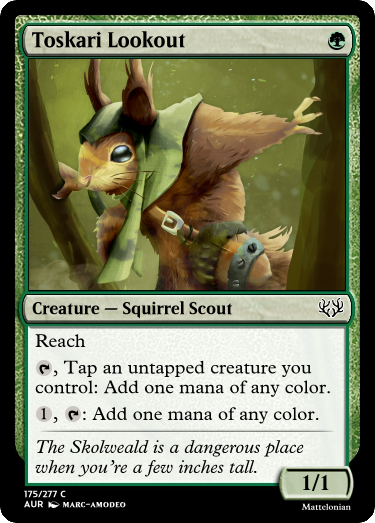 Toskari Lookout
Creature — Squirrel Scout
Reach
, Tap an untapped creature you
control: Add one mana of any color.
1, : Add one mana of any color.
The Skolweald is a dangerous place
when you're a few inches tall.
1/1
175/277 C
AUR MARC-AMODEO
Mattelonian